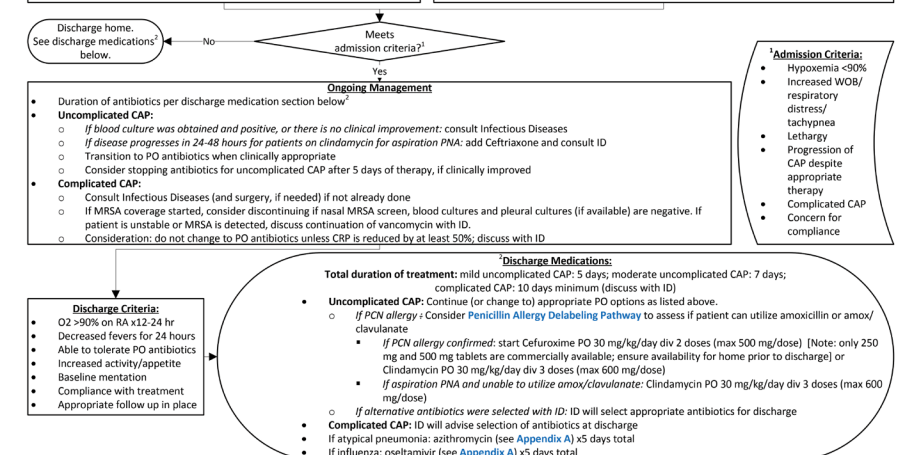 Discharge home.
See discharge medications2
below.
No
Meets
admission criteria?1
Yes
Ongoing Management
• Duration of antibiotics per discharge medication section below2
• Uncomplicated CAP:
o If blood culture was obtained and positive, or there is no clinical improvement: consult Infectious Diseases
o If disease progresses in 24-48 hours for patients on clindamycin for aspiration PNA: add Ceftriaxone and consult ID
o Transition to PO antibiotics when clinically appropriate
o Consider stopping antibiotics for uncomplicated CAP after 5 days of therapy, if clinically improved
• Complicated CAP:
o Consult Infectious Diseases (and surgery, if needed) if not already done
o If MRSA coverage started, consider discontinuing if nasal MRSA screen, blood cultures and pleural cultures (if available) are negative. If
patient is unstable or MRSA is detected, discuss continuation of vancomycin with ID.
o Consideration: do not change to PO antibiotics unless CRP is reduced by at least 50%; discuss with ID
1Admission Criteria:
• Hypoxemia <90%
• Increased WOB/
respiratory
distress/
tachypnea
• Lethargy
• Progression of
CAP despite
appropriate
therapy
• Complicated CAP
• Concern for
compliance
Discharge Criteria:
• O2 >90% on RA x12-24 hr
• Decreased fevers for 24 hours
• Able to tolerate PO antibiotics
• Increased activity/appetite
• Baseline mentation
• Compliance with treatment
• Appropriate follow up in place
2Discharge Medications:
Total duration of treatment: mild uncomplicated CAP: 5 days; moderate uncomplicated CAP: 7 days;
complicated CAP: 10 days minimum (discuss with ID)
• Uncomplicated CAP: Continue (or change to) appropriate PO options as listed above.
o If PCN allergy : Consider Penicillin Allergy Delabeling Pathway to assess if patient can utilize amoxicillin or amox/
clavulanate
▪ If PCN allergy confirmed: start Cefuroxime PO 30 mg/kg/day div 2 doses (max 500 mg/dose) [Note: only 250
mg and 500 mg tablets are commercially available; ensure availability for home prior to discharge] or
Clindamycin PO 30 mg/kg/day div 3 doses (max 600 mg/dose)
▪ If aspiration PNA and unable to utilize amox/clavulanate: Clindamycin PO 30 mg/kg/day div 3 doses (max 600
mg/dose)
o If alternative antibiotics were selected with ID: ID will select appropriate antibiotics for discharge
• Complicated CAP: ID will advise selection of antibiotics at discharge
• If atypical pneumonia: azithromycin (see Appendix A) x5 days total
• If influenza: oseltamivir (see Appendix A) x5 days total